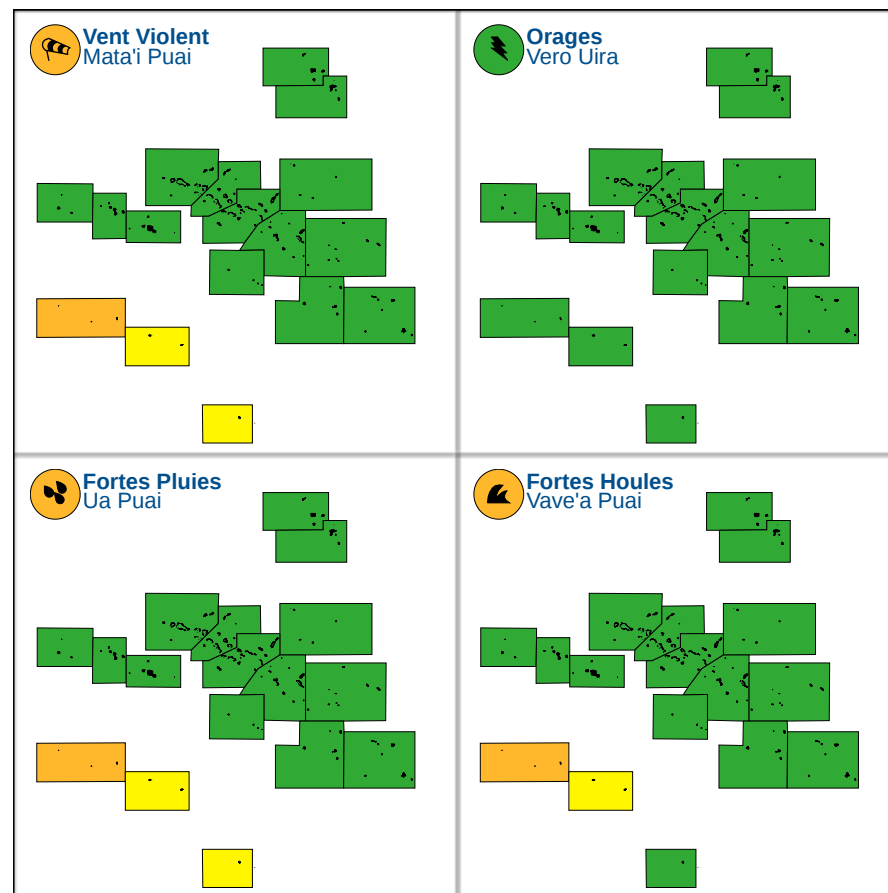 Vent Violent
Mata'i Puai
Orages
Vero Uira
Fortes Pluies
Ua Puai
Fortes Houles
Vave'a Puai